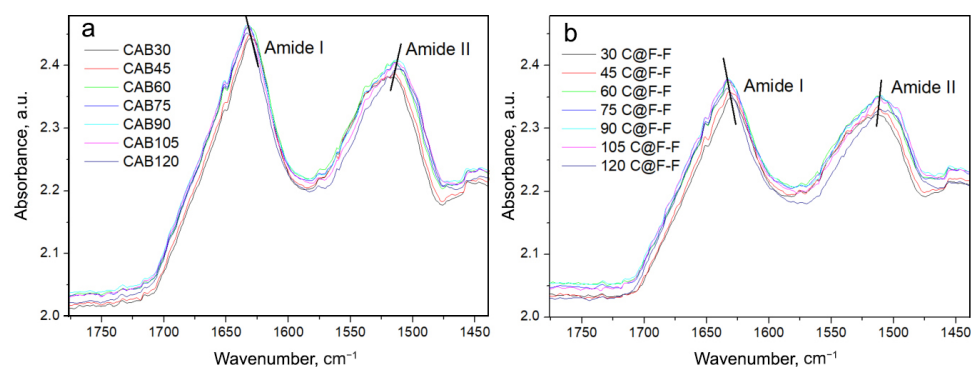 a
CAB30
CAB45
CAB60
CAB75
CAB90
CAB105
CAB120
Amide I
Amide II
2.4
2.3
2.2
2.1
2.0
1750
1700
1650
1600
1550
1500
1450
Absorbance, a.u.
Wavenumber, cm⁻¹
b
30 C@F-F
45 C@F-F
60 C@F-F
75 C@F-F
90 C@F-F
105 C@F-F
120 C@F-F
Amide I
Amide II
2.4
2.3
2.2
2.1
2.0
1750
1700
1650
1600
1550
1500
1450
Absorbance, a.u.
Wavenumber, cm⁻¹